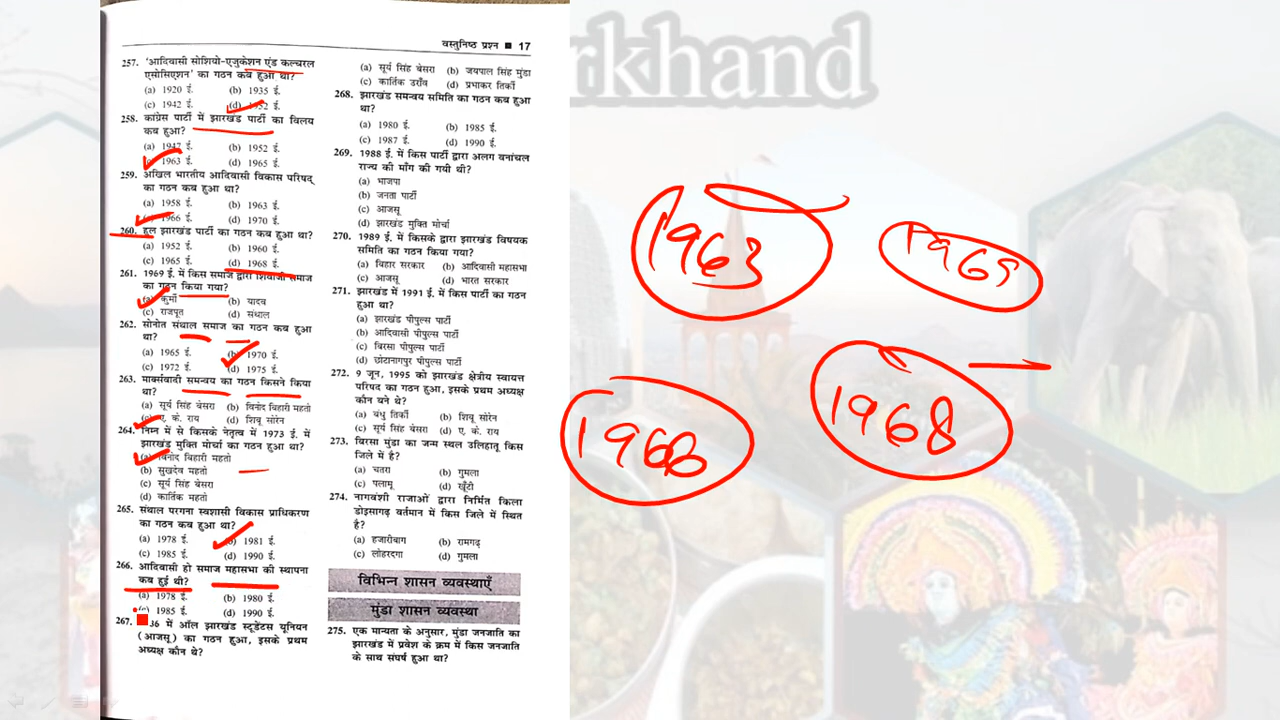 वस्तुनिष्ठ प्रश्न ■ 17
257. 'आदिवासी सोशियो-एजुकेशन एंड कल्चरल
एसोसिएशन' का गठन कब हुआ था?
(a) 1920 ई. (b) 1935 ई.
(c) 1942 ई. (d) 1952 ई.
258. कांग्रेस पार्टी में झारखंड पार्टी का विलय
कब हुआ?
(a) 1947 ई. (b) 1952 ई.
1963 ई. (d) 1965 ई.
259. अखिल भारतीय आदिवासी विकास परिषद्
का गठन कब हुआ था?
(a) 1958 ई. (b) 1963 ई.
1966 ई. (d) 1970 ई.
260. हुल झारखंड पार्टी का गठन कब हुआ था?
(a) 1952 ई. (b) 1960 ई.
(c) 1965 ई. (d) 1968 ई.
261. 1969 ई. में किस समाज द्वारा शिवाजी समाज
का गठन किया गया?
(a) कुर्मी (b) यादव
(c) राजपूत (d) संथाल
262. सोनोत संथाल समाज का गठन कब हुआ
था?
(a) 1965 ई. (b) 1970 ई.
(c) 1972 ई. (d) 1975 ई.
263. मार्क्सवादी समन्वय का गठन किसने किया
था?
(a) सूर्य सिंह बेसरा (b) विनोद बिहारी महतो
ए. के. राय (d) शिबू सोरेन
264. निम्न में से किसके नेतृत्व में 1973 ई. में
झारखंड मुक्ति मोर्चा का गठन हुआ था?
(a) विनोद बिहारी महतो
(b) सुखदेव महतो
(c) सूर्य सिंह बेसरा
(d) कार्तिक महतो
265. संथाल परगना स्वशासी विकास प्राधिकरण
का गठन कब हुआ था?
(a) 1978 ई. (b) 1981 ई.
(c) 1985 ई. (d) 1990 ई.
266. आदिवासी हो समाज महासभा की स्थापना
कब हुई थी?
(a) 1978 ई. (b) 1980 ई.
(c) 1985 ई. (d) 1990 ई.
267. 36 में ऑल झारखंड स्टूडेंटस यूनियन
(आजसू) का गठन हुआ, इसके प्रथम
अध्यक्ष कौन थे?
(a) सूर्य सिंह बेसरा (b) जयपाल सिंह मुंडा
(c) कार्तिक उराँव (d) प्रभाकर तिर्की
268. झारखंड समन्वय समिति का गठन कब हुआ
था?
(a) 1980 ई. (b) 1985 ई.
(c) 1987 ई. (d) 1990 ई.
269. 1988 ई. में किस पार्टी द्वारा अलग वनांचल
राज्य की माँग की गयी थी?
(a) भाजपा
(b) जनता पार्टी
(c) आजसू
(d) झारखंड मुक्ति मोर्चा
270. 1989 ई. में किसके द्वारा झारखंड विषयक
समिति का गठन किया गया?
(a) बिहार सरकार (b) आदिवासी महासभा
(c) आजसू (d) भारत सरकार
271. झारखंड में 1991 ई. में किस पार्टी का गठन
हुआ था?
(a) झारखंड पीपुल्स पार्टी
(b) आदिवासी पीपुल्स पार्टी
(c) बिरसा पीपुल्स पार्टी
(d) छोटानागपुर पीपुल्स पार्टी
272. 9 जून, 1995 को झारखंड क्षेत्रीय स्वायत्त
परिषद का गठन हुआ, इसके प्रथम अध्यक्ष
कौन बने थे?
(a) बंधु तिर्की (b) शिबू सोरेन
(c) सूर्य सिंह बेसरा (d) ए. के. राय
273. बिरसा मुंडा का जन्म स्थल उलिहातू किस
जिले में है?
(a) चतरा (b) गुमला
(c) पलामू (d) खूँटी
274. नागवंशी राजाओं द्वारा निर्मित किला
डोइसागढ़ वर्तमान में किस जिले में स्थित
है?
(a) हजारीबाग (b) रामगढ़
(c) लोहरदगा (d) गुमला
विभिन्न शासन व्यवस्थाएँ
मुंडा शासन व्यवस्था
275. एक मान्यता के अनुसार, मुंडा जनजाति का
झारखंड में प्रवेश के क्रम में किस जनजाति
के साथ संघर्ष हुआ था?
rkhand
1963
1968